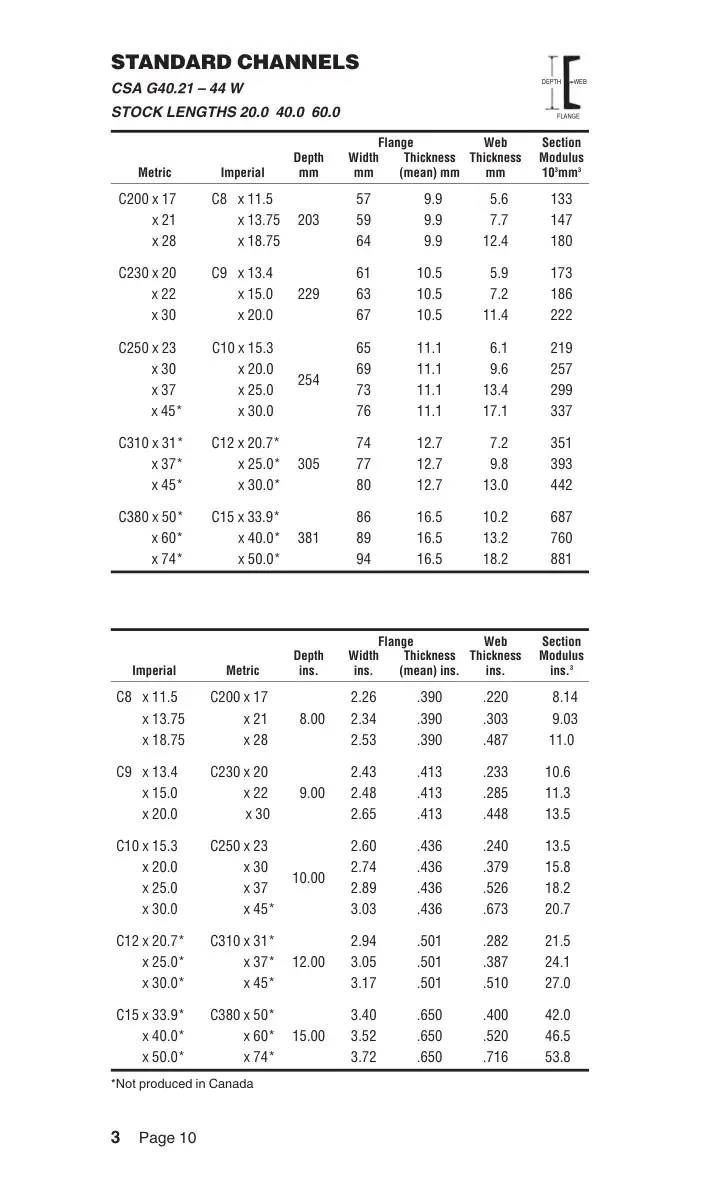 STANDARD CHANNELS
CSA G40.21 – 44 W
STOCK LENGTHS 20.0 40.0 60.0
DEPTH WEB
FLANGE
Flange Web Section
Depth Width Thickness Thickness Modulus
Metric Imperial mm mm (mean) mm mm 10³mm³
C200 x 17 C8 x 11.5 57 9.9 5.6 133
x 21 x 13.75 203 59 9.9 7.7 147
x 28 x 18.75 64 9.9 12.4 180
C230 x 20 C9 x 13.4 61 10.5 5.9 173
x 22 x 15.0 229 63 10.5 7.2 186
x 30 x 20.0 67 10.5 11.4 222
C250 x 23 C10 x 15.3 65 11.1 6.1 219
x 30 x 20.0 69 11.1 9.6 257
254
x 37 x 25.0 73 11.1 13.4 299
x 45* x 30.0 76 11.1 17.1 337
C310 x 31* C12 x 20.7* 74 12.7 7.2 351
x 37* x 25.0* 305 77 12.7 9.8 393
x 45* x 30.0* 80 12.7 13.0 442
C380 x 50* C15 x 33.9* 86 16.5 10.2 687
x 60* x 40.0* 381 89 16.5 13.2 760
x 74* x 50.0* 94 16.5 18.2 881
Flange Web Section
Depth Width Thickness Thickness Modulus
Imperial Metric ins. ins. (mean) ins. ins. ins.³
C8 x 11.5 C200 x 17 2.26 .390 .220 8.14
x 13.75 x 21 8.00 2.34 .390 .303 9.03
x 18.75 x 28 2.53 .390 .487 11.0
C9 x 13.4 C230 x 20 2.43 .413 .233 10.6
x 15.0 x 22 9.00 2.48 .413 .285 11.3
x 20.0 x 30 2.65 .413 .448 13.5
C10 x 15.3 C250 x 23 2.60 .436 .240 13.5
x 20.0 x 30 2.74 .436 .379 15.8
10.00
x 25.0 x 37 2.89 .436 .526 18.2
x 30.0 x 45* 3.03 .436 .673 20.7
C12 x 20.7* C310 x 31* 2.94 .501 .282 21.5
x 25.0* x 37* 12.00 3.05 .501 .387 24.1
x 30.0* x 45* 3.17 .501 .510 27.0
C15 x 33.9* C380 x 50* 3.40 .650 .400 42.0
x 40.0* x 60* 15.00 3.52 .650 .520 46.5
x 50.0* x 74* 3.72 .650 .716 53.8
*Not produced in Canada
3 Page 10